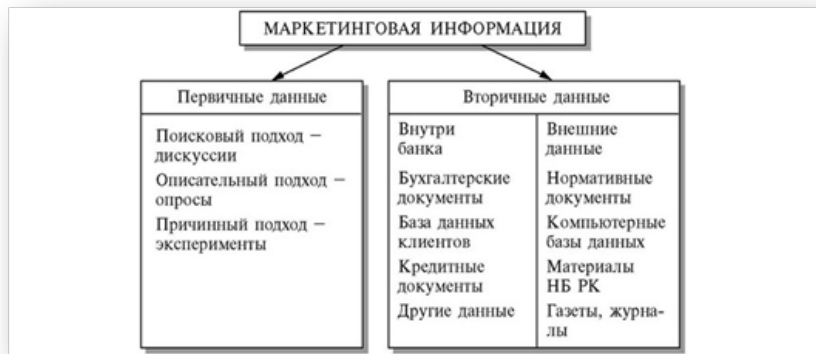 МАРКЕТИНГОВАЯ ИНФОРМАЦИЯ
Первичные данные
Поисковый подход –
дискуссии
Описательный подход –
опросы
Причинный подход –
эксперименты
Вторичные данные
Внутри
банка
Бухгалтерские
документы
База данных
клиентов
Кредитные
документы
Другие данные
Внешние
данные
Нормативные
документы
Компьютерные
базы данных
Материалы
НБ РК
Газеты, журна-
лы